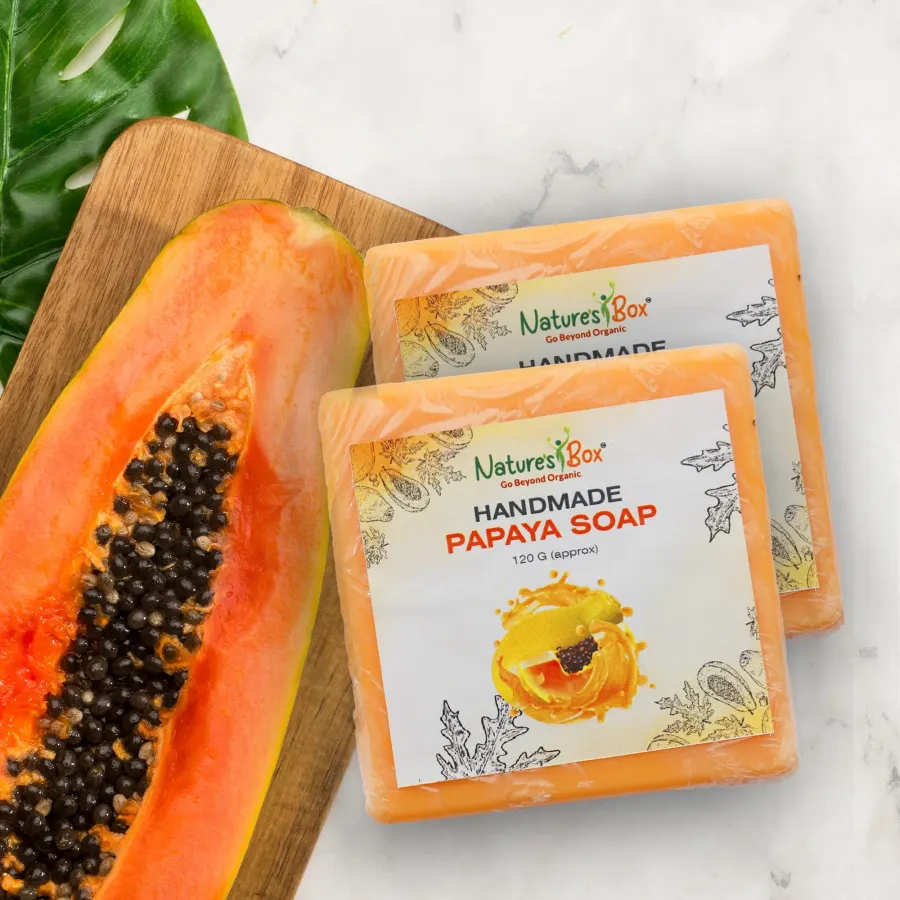 Nature's Box®
Go Beyond Organic
HANDMADE
Nature's Box®
Go Beyond Organic
HANDMADE
PAPAYA SOAP
120 G (approx)